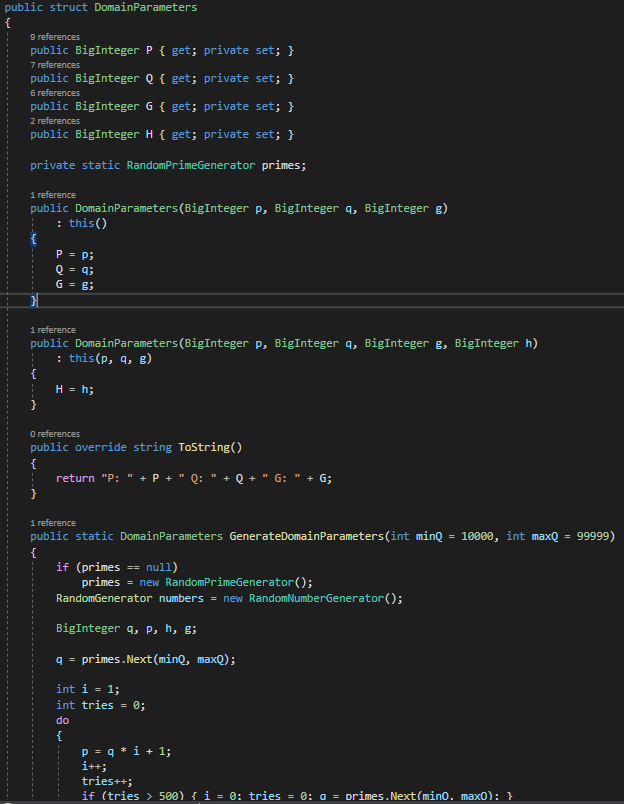 public struct DomainParameters
{
9 references
public BigInteger P { get; private set; }
7 references
public BigInteger Q { get; private set; }
6 references
public BigInteger G { get; private set; }
2 references
public BigInteger H { get; private set; }
private static RandomPrimeGenerator primes;
1 reference
public DomainParameters(BigInteger p, BigInteger q, BigInteger g)
: this()
{
P = p;
Q = q;
G = g;
}
1 reference
public DomainParameters(BigInteger p, BigInteger q, BigInteger g, BigInteger h)
: this(p, q, g)
{
H = h;
}
0 references
public override string ToString()
{
return "P: " + P + " Q: " + Q + " G: " + G;
}
1 reference
public static DomainParameters GenerateDomainParameters(int minQ = 10000, int maxQ = 99999)
{
if (primes == null)
primes = new RandomPrimeGenerator();
RandomGenerator numbers = new RandomNumberGenerator();
BigInteger q, p, h, g;
q = primes.Next(minQ, maxQ);
int i = 1;
int tries = 0;
do
{
p = q * i + 1;
i++;
tries++;
if (tries > 500) { i = 0; tries = 0; q = primes.Next(minQ, maxQ); }